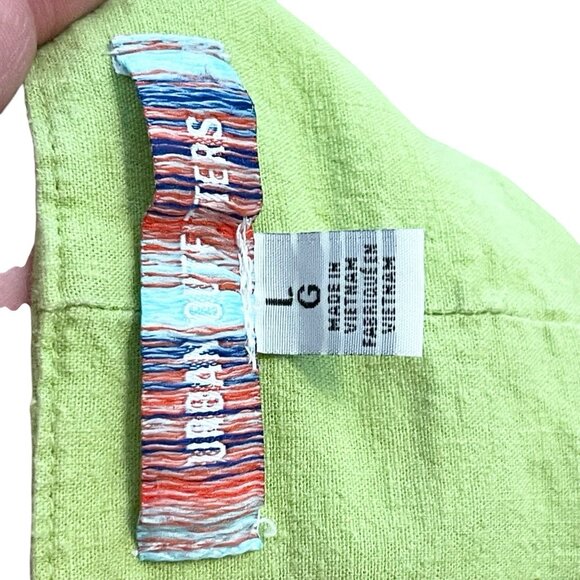 URBAN OUTFITTERS
L
G
MADE IN
VIETNAM
FABRIQUÉ EN
VIETNAM